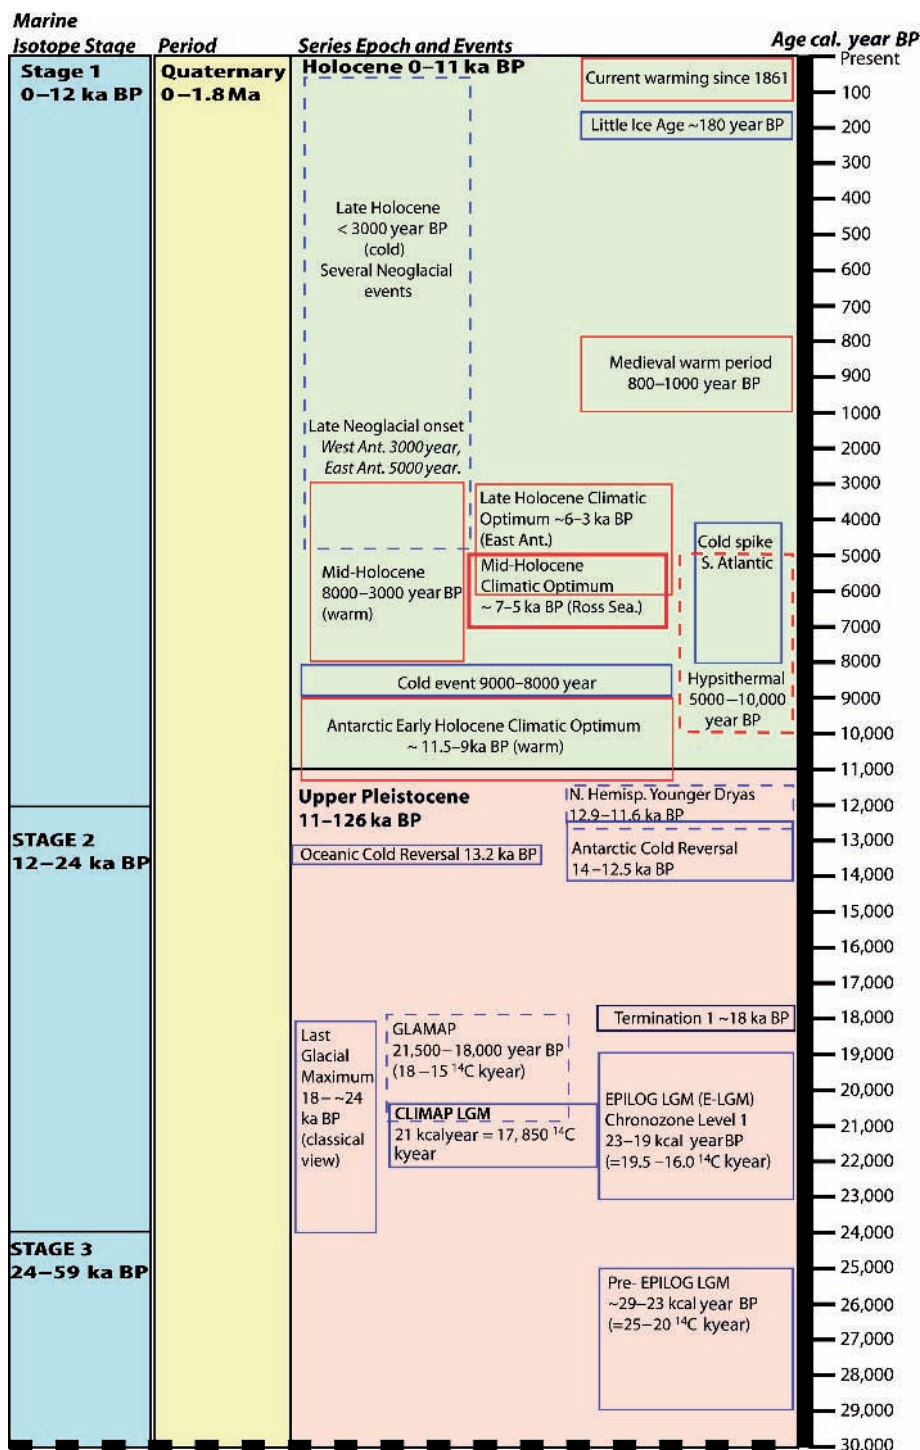 Marine
Isotope Stage
Period
Series Epoch and Events
Age cal. year BP
Stage 1
0–12 ka BP
STAGE 2
12–24 ka BP
STAGE 3
24–59 ka BP
Quaternary
0–1.8 Ma
Holocene 0–11 ka BP
Current warming since 1861
Little Ice Age ~180 year BP
Late Holocene
< 3000 year BP
(cold)
Several Neoglacial
events
Medieval warm period
800–1000 year BP
Late Neoglacial onset
West Ant. 3000 year,
East Ant. 5000 year.
Late Holocene Climatic
Optimum ~6–3 ka BP
(East Ant.)
Cold spike
S. Atlantic
Mid-Holocene
8000–3000 year BP
(warm)
Mid-Holocene
Climatic Optimum
~ 7–5 ka BP (Ross Sea.)
Cold event 9000–8000 year
Hypsithermal
5000–10,000
year BP
Antarctic Early Holocene Climatic Optimum
~ 11.5–9ka BP (warm)
Upper Pleistocene
11–126 ka BP
N. Hemisp. Younger Dryas
12.9–11.6 ka BP
Oceanic Cold Reversal 13.2 ka BP
Antarctic Cold Reversal
14–12.5 ka BP
Termination 1 ~18 ka BP
Last
Glacial
Maximum
18– ~24
ka BP
(classical
view)
GLAMAP
21,500–18,000 year BP
(18–15 ¹⁴C kyear)
CLIMAP LGM
21 kcalyear = 17, 850 ¹⁴C
kyear
EPILOG LGM (E-LGM)
Chronozone Level 1
23–19 kcal year BP
(=19.5–16.0 ¹⁴C kyear)
Pre- EPILOG LGM
~29–23 kcal year BP
(=25–20 ¹⁴C kyear)
Present
100
200
300
400
500
600
700
800
900
1000
2000
3000
4000
5000
6000
7000
8000
9000
10,000
11,000
12,000
13,000
14,000
15,000
16,000
17,000
18,000
19,000
20,000
21,000
22,000
23,000
24,000
25,000
26,000
27,000
28,000
29,000
30,000